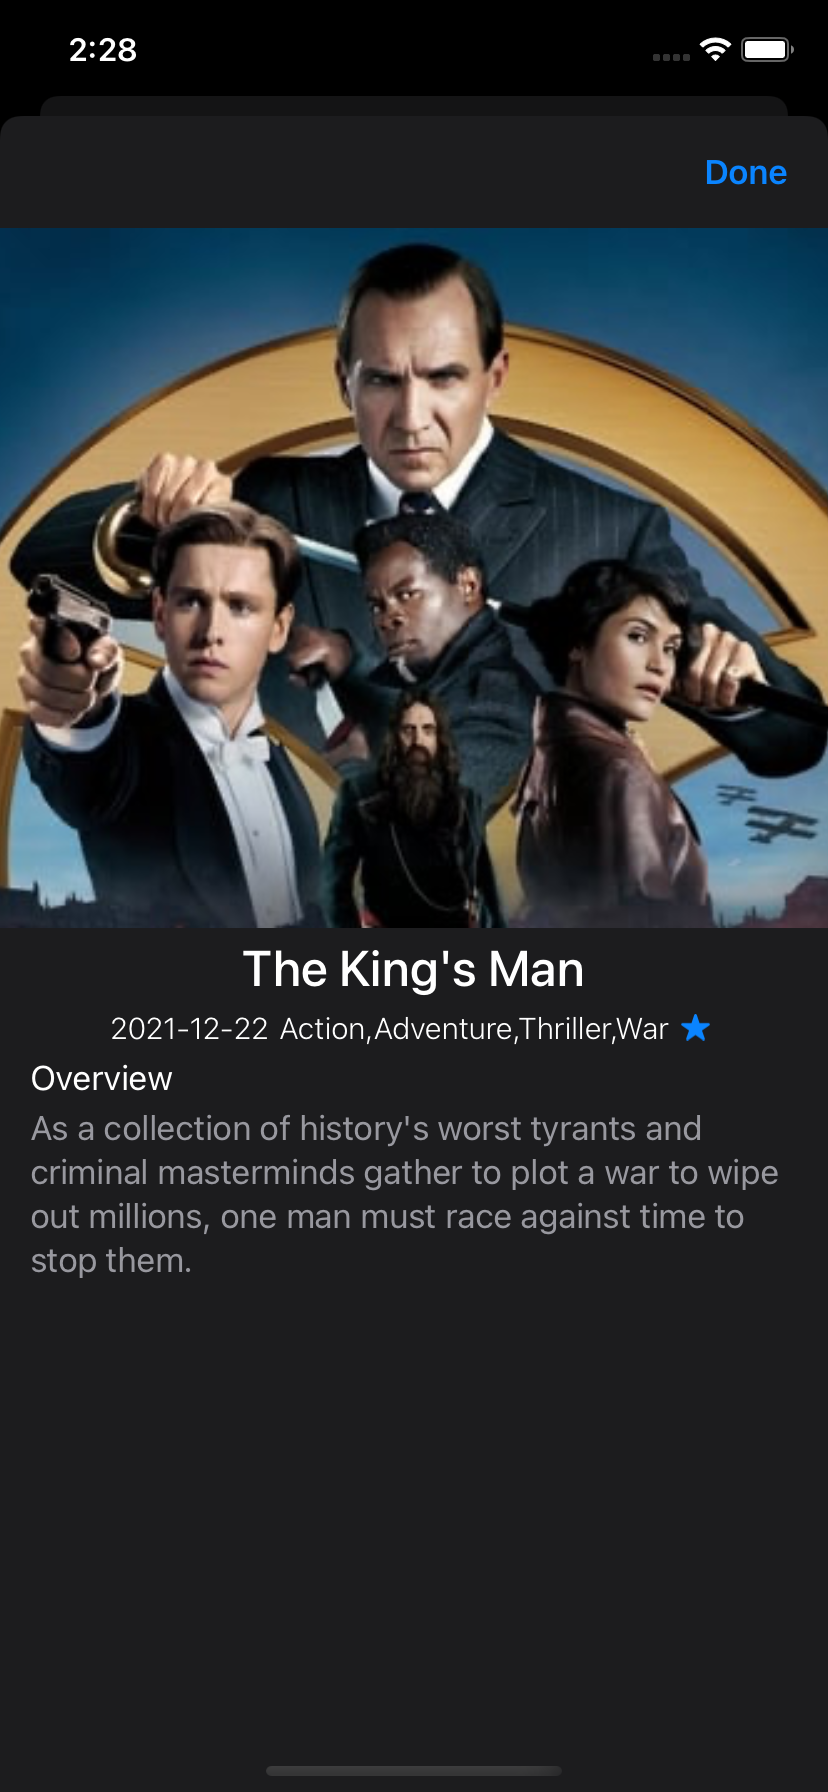 2:28
Done
The King's Man
2021-12-22 Action,Adventure,Thriller,War
Overview
As a collection of history's worst tyrants and
criminal masterminds gather to plot a war to wipe
out millions, one man must race against time to
stop them.